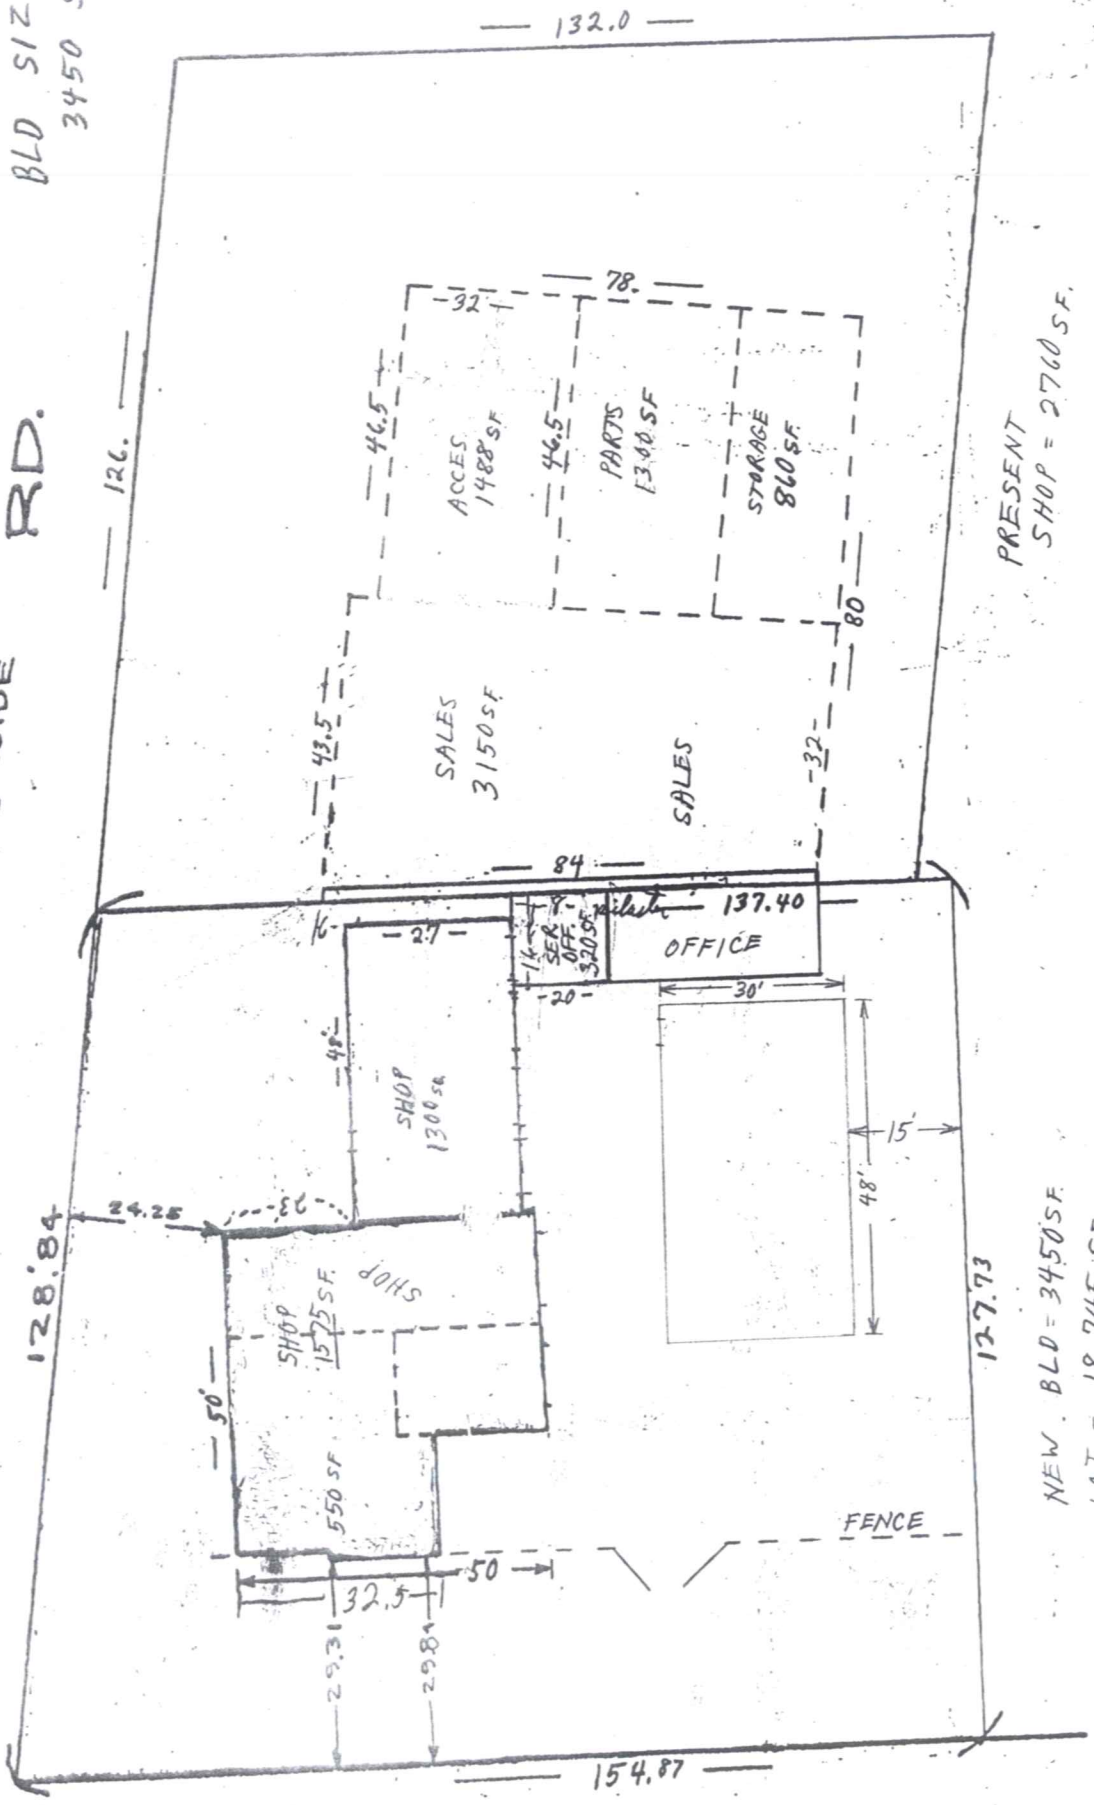 BLD SIZ
3450
RD.
— 132.0 —
— 126. —
— 78. —
-32-
— 46.5 —
— 46.5 —
ACCES
1488 SF
PARTS
1300 SF
STORAGE
860 SF.
— 80 —
PRESENT
SHOP = 2760 SF.
— 43.5 —
SALES
3150 SF
SALES
-32-
— 84 —
137.40 —
-27-
-8-
-16-
SER
OFF.
320 SF
OFFICE
-20-
30'
-48'-
SHOP
1300 SQ
15'
48'
128.84
24.25
--23--
SHOP
SHOP
1575 SF.
— 50' —
550 SF
127.73
NEW. BLD = 3450 SF.
FENCE
50
32.5
29.31
29.84
— 154.87 —